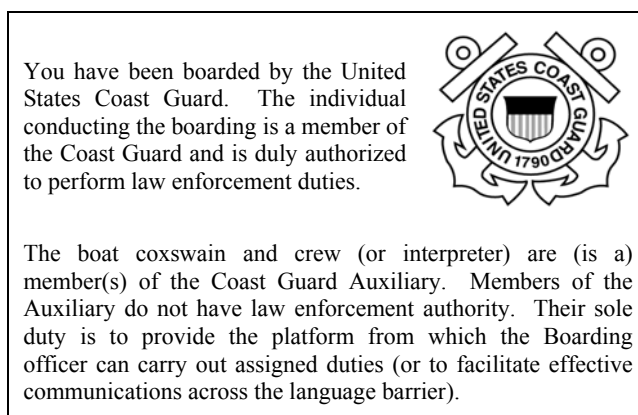 You have been boarded by the United
States Coast Guard. The individual
conducting the boarding is a member of
the Coast Guard and is duly authorized
to perform law enforcement duties.
UNITED STATES COAST GUARD
1790
The boat coxswain and crew (or interpreter) are (is a)
member(s) of the Coast Guard Auxiliary. Members of the
Auxiliary do not have law enforcement authority. Their sole
duty is to provide the platform from which the Boarding
officer can carry out assigned duties (or to facilitate effective
communications across the language barrier).